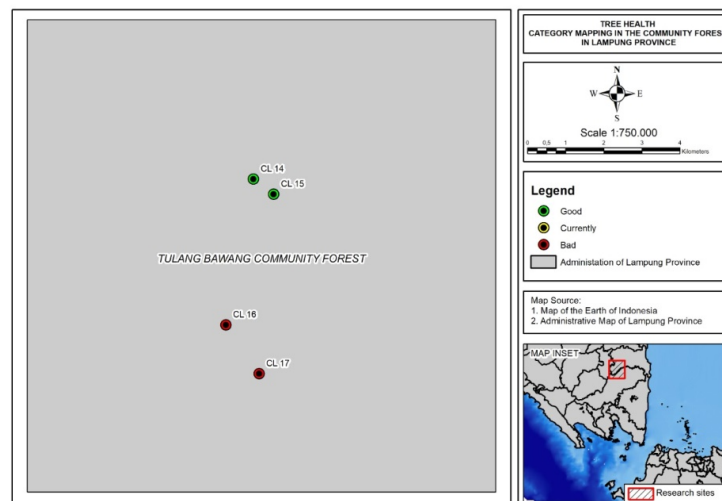 TREE HEALTH
CATEGORY MAPPING IN THE COMMUNITY FOREST
IN LAMPUNG PROVINCE
N
W E
S
Scale 1:750.000
0 0,5 1 2 3 4
Kilometers
Legend
Good
Currently
Bad
Administation of Lampung Province
Map Source:
1. Map of the Earth of Indonesia
2. Administrative Map of Lampung Province
MAP INSET
Research sites
CL 14
CL 15
TULANG BAWANG COMMUNITY FOREST
CL 16
CL 17